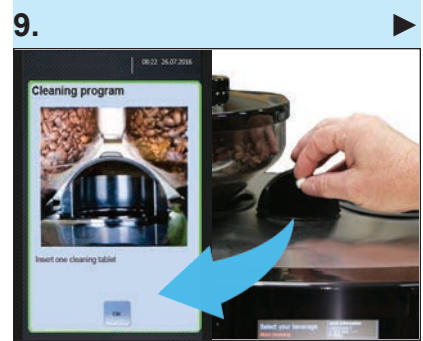 9.
08:22 26.07.2016
Cleaning program
Insert one cleaning tablet
OK
Select your beverage